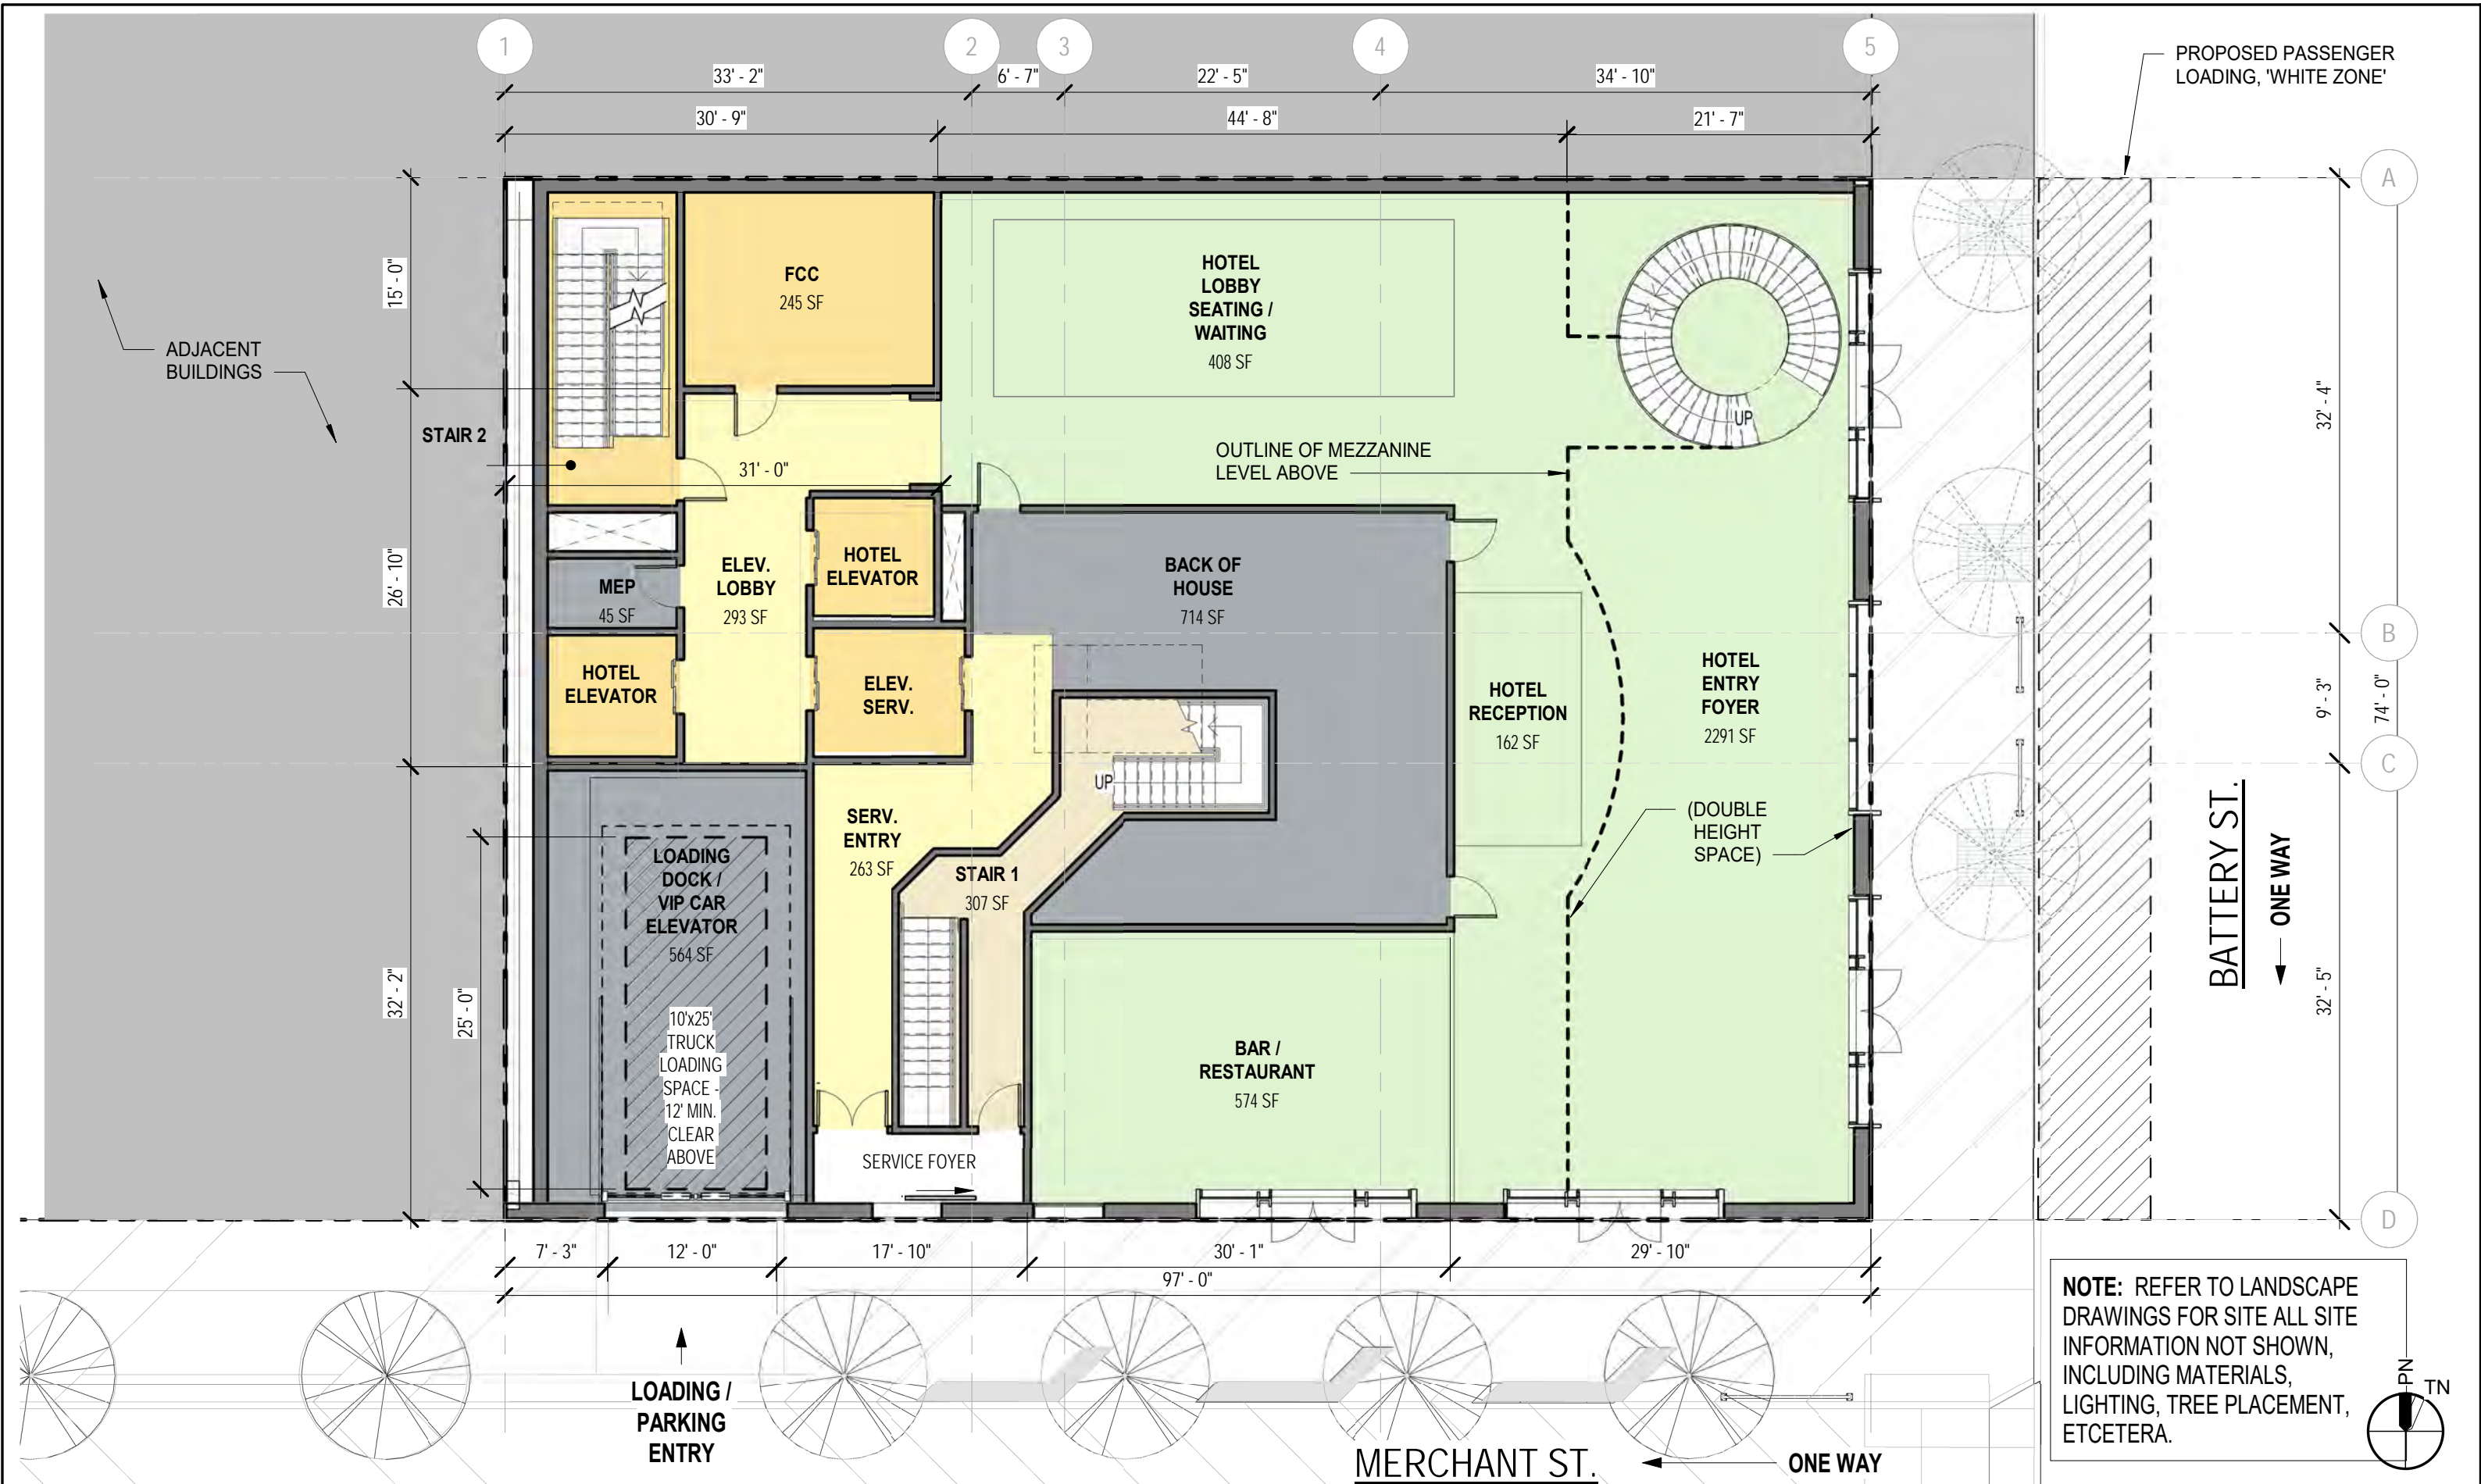 1
2
3
4
5
33' - 2"
6' - 7"
22' - 5"
34' - 10"
30' - 9"
44' - 8"
21' - 7"
PROPOSED PASSENGER
LOADING, 'WHITE ZONE'
A
B
C
D
15' - 0"
26' - 10"
32' - 2"
25' - 0"
ADJACENT
BUILDINGS
STAIR 2
FCC
245 SF
31' - 0"
HOTEL
LOBBY
SEATING /
WAITING
408 SF
OUTLINE OF MEZZANINE
LEVEL ABOVE
UP
MEP
45 SF
ELEV.
LOBBY
293 SF
HOTEL
ELEVATOR
HOTEL
ELEVATOR
ELEV.
SERV.
BACK OF
HOUSE
714 SF
HOTEL
RECEPTION
162 SF
HOTEL
ENTRY
FOYER
2291 SF
UP
(DOUBLE
HEIGHT
SPACE)
SERV.
ENTRY
263 SF
STAIR 1
307 SF
LOADING
DOCK /
VIP CAR
ELEVATOR
564 SF
10'x25'
TRUCK
LOADING
SPACE -
12' MIN.
CLEAR
ABOVE
SERVICE FOYER
BAR /
RESTAURANT
574 SF
32' - 4"
9' - 3"
74' - 0"
32' - 5"
BATTERY ST.
ONE WAY
7' - 3"
12' - 0"
17' - 10"
30' - 1"
29' - 10"
97' - 0"
LOADING /
PARKING
ENTRY
MERCHANT ST.
ONE WAY
NOTE: REFER TO LANDSCAPE
DRAWINGS FOR SITE ALL SITE
INFORMATION NOT SHOWN,
INCLUDING MATERIALS,
LIGHTING, TREE PLACEMENT,
ETCETERA.
PN
TN